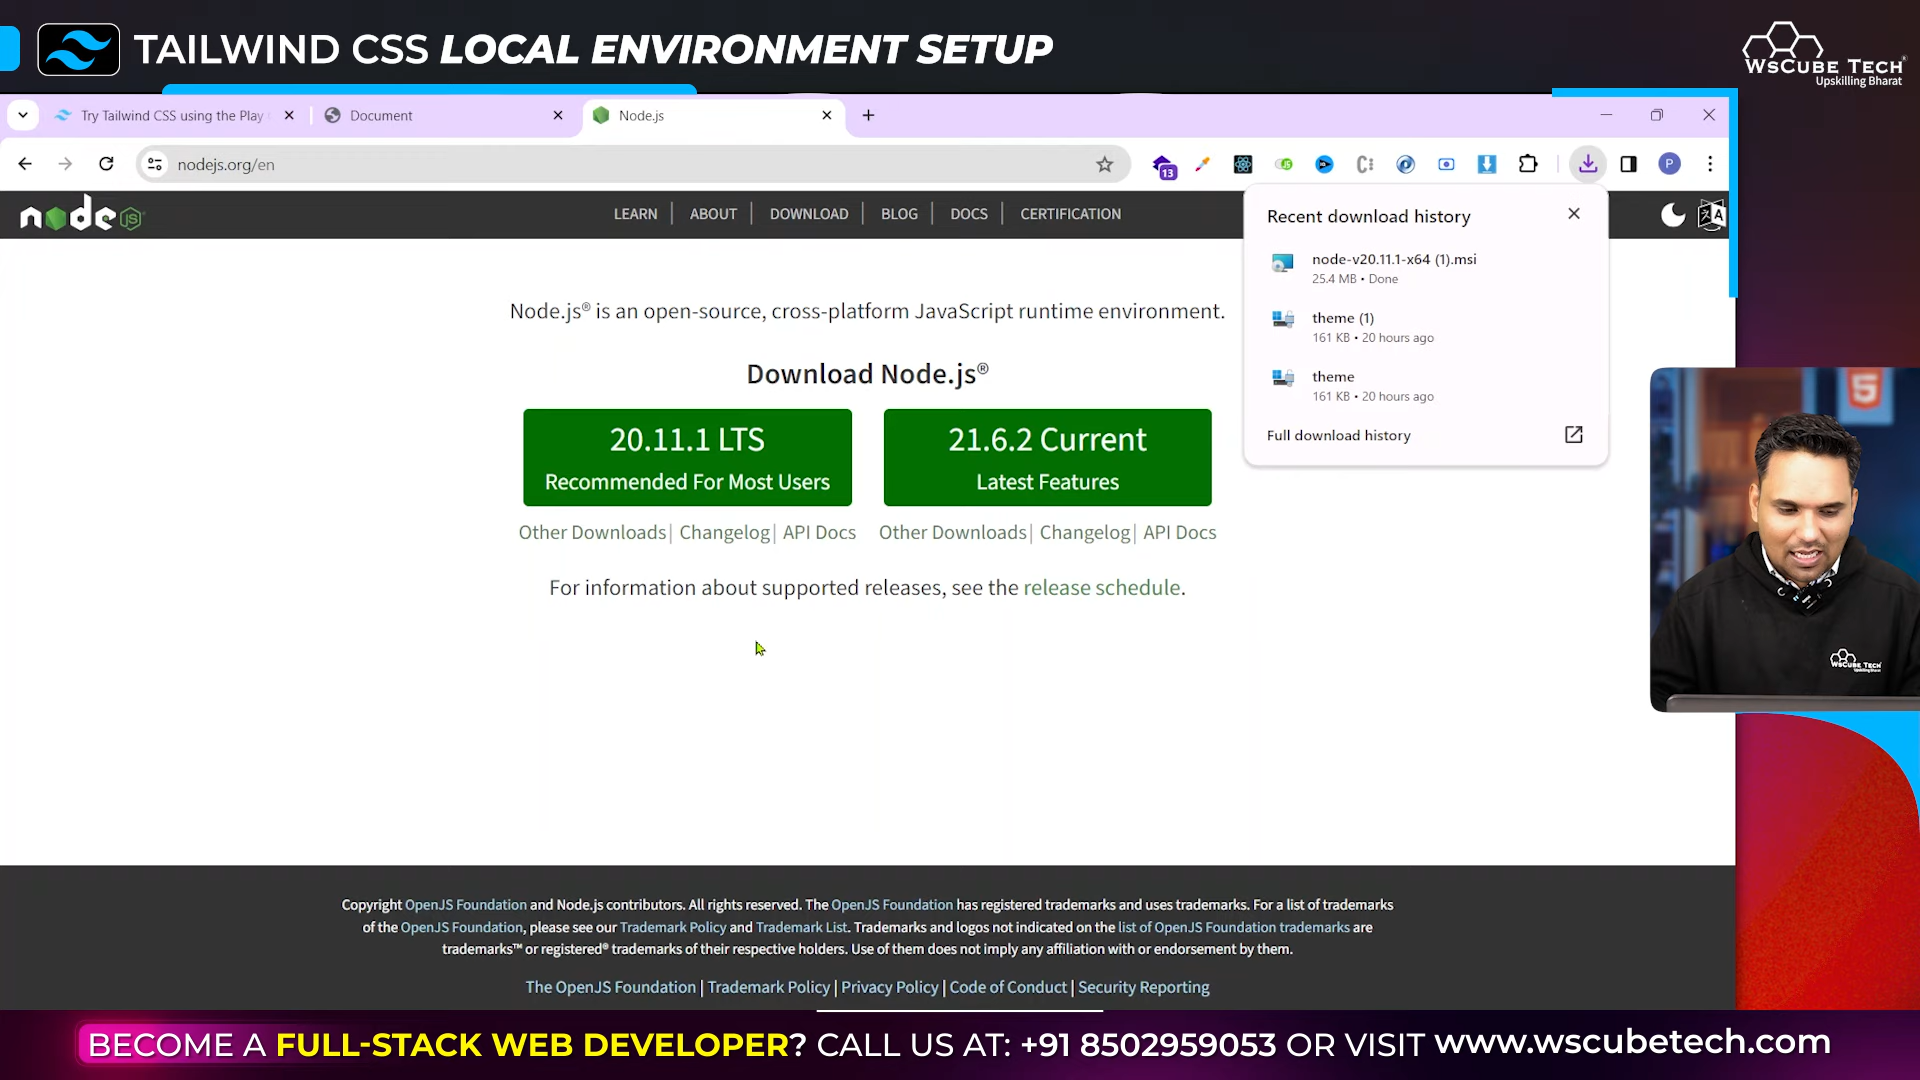 TAILWIND CSS LOCAL ENVIRONMENT SETUP
WSCUBE TECH
Upskilling Bharat
Try Tailwind CSS using the Play
Document
Node.js
nodejs.org/en
13
P
node JS
LEARN | ABOUT | DOWNLOAD | BLOG | DOCS | CERTIFICATION
Recent download history
node-v20.11.1-x64 (1).msi
25.4 MB • Done
theme (1)
161 KB • 20 hours ago
theme
161 KB • 20 hours ago
Full download history
Node.js® is an open-source, cross-platform JavaScript runtime environment.
Download Node.js®
20.11.1 LTS
Recommended For Most Users
21.6.2 Current
Latest Features
Other Downloads | Changelog | API Docs
Other Downloads | Changelog | API Docs
For information about supported releases, see the release schedule.
5
WSCUBE TECH
Upskilling Bharat
Copyright OpenJS Foundation and Node.js contributors. All rights reserved. The OpenJS Foundation has registered trademarks and uses trademarks. For a list of trademarks
of the OpenJS Foundation, please see our Trademark Policy and Trademark List. Trademarks and logos not indicated on the list of OpenJS Foundation trademarks are
trademarks™ or registered® trademarks of their respective holders. Use of them does not imply any affiliation with or endorsement by them.
The OpenJS Foundation | Trademark Policy | Privacy Policy | Code of Conduct | Security Reporting
BECOME A FULL-STACK WEB DEVELOPER? CALL US AT: +91 8502959053 OR VISIT www.wscubetech.com